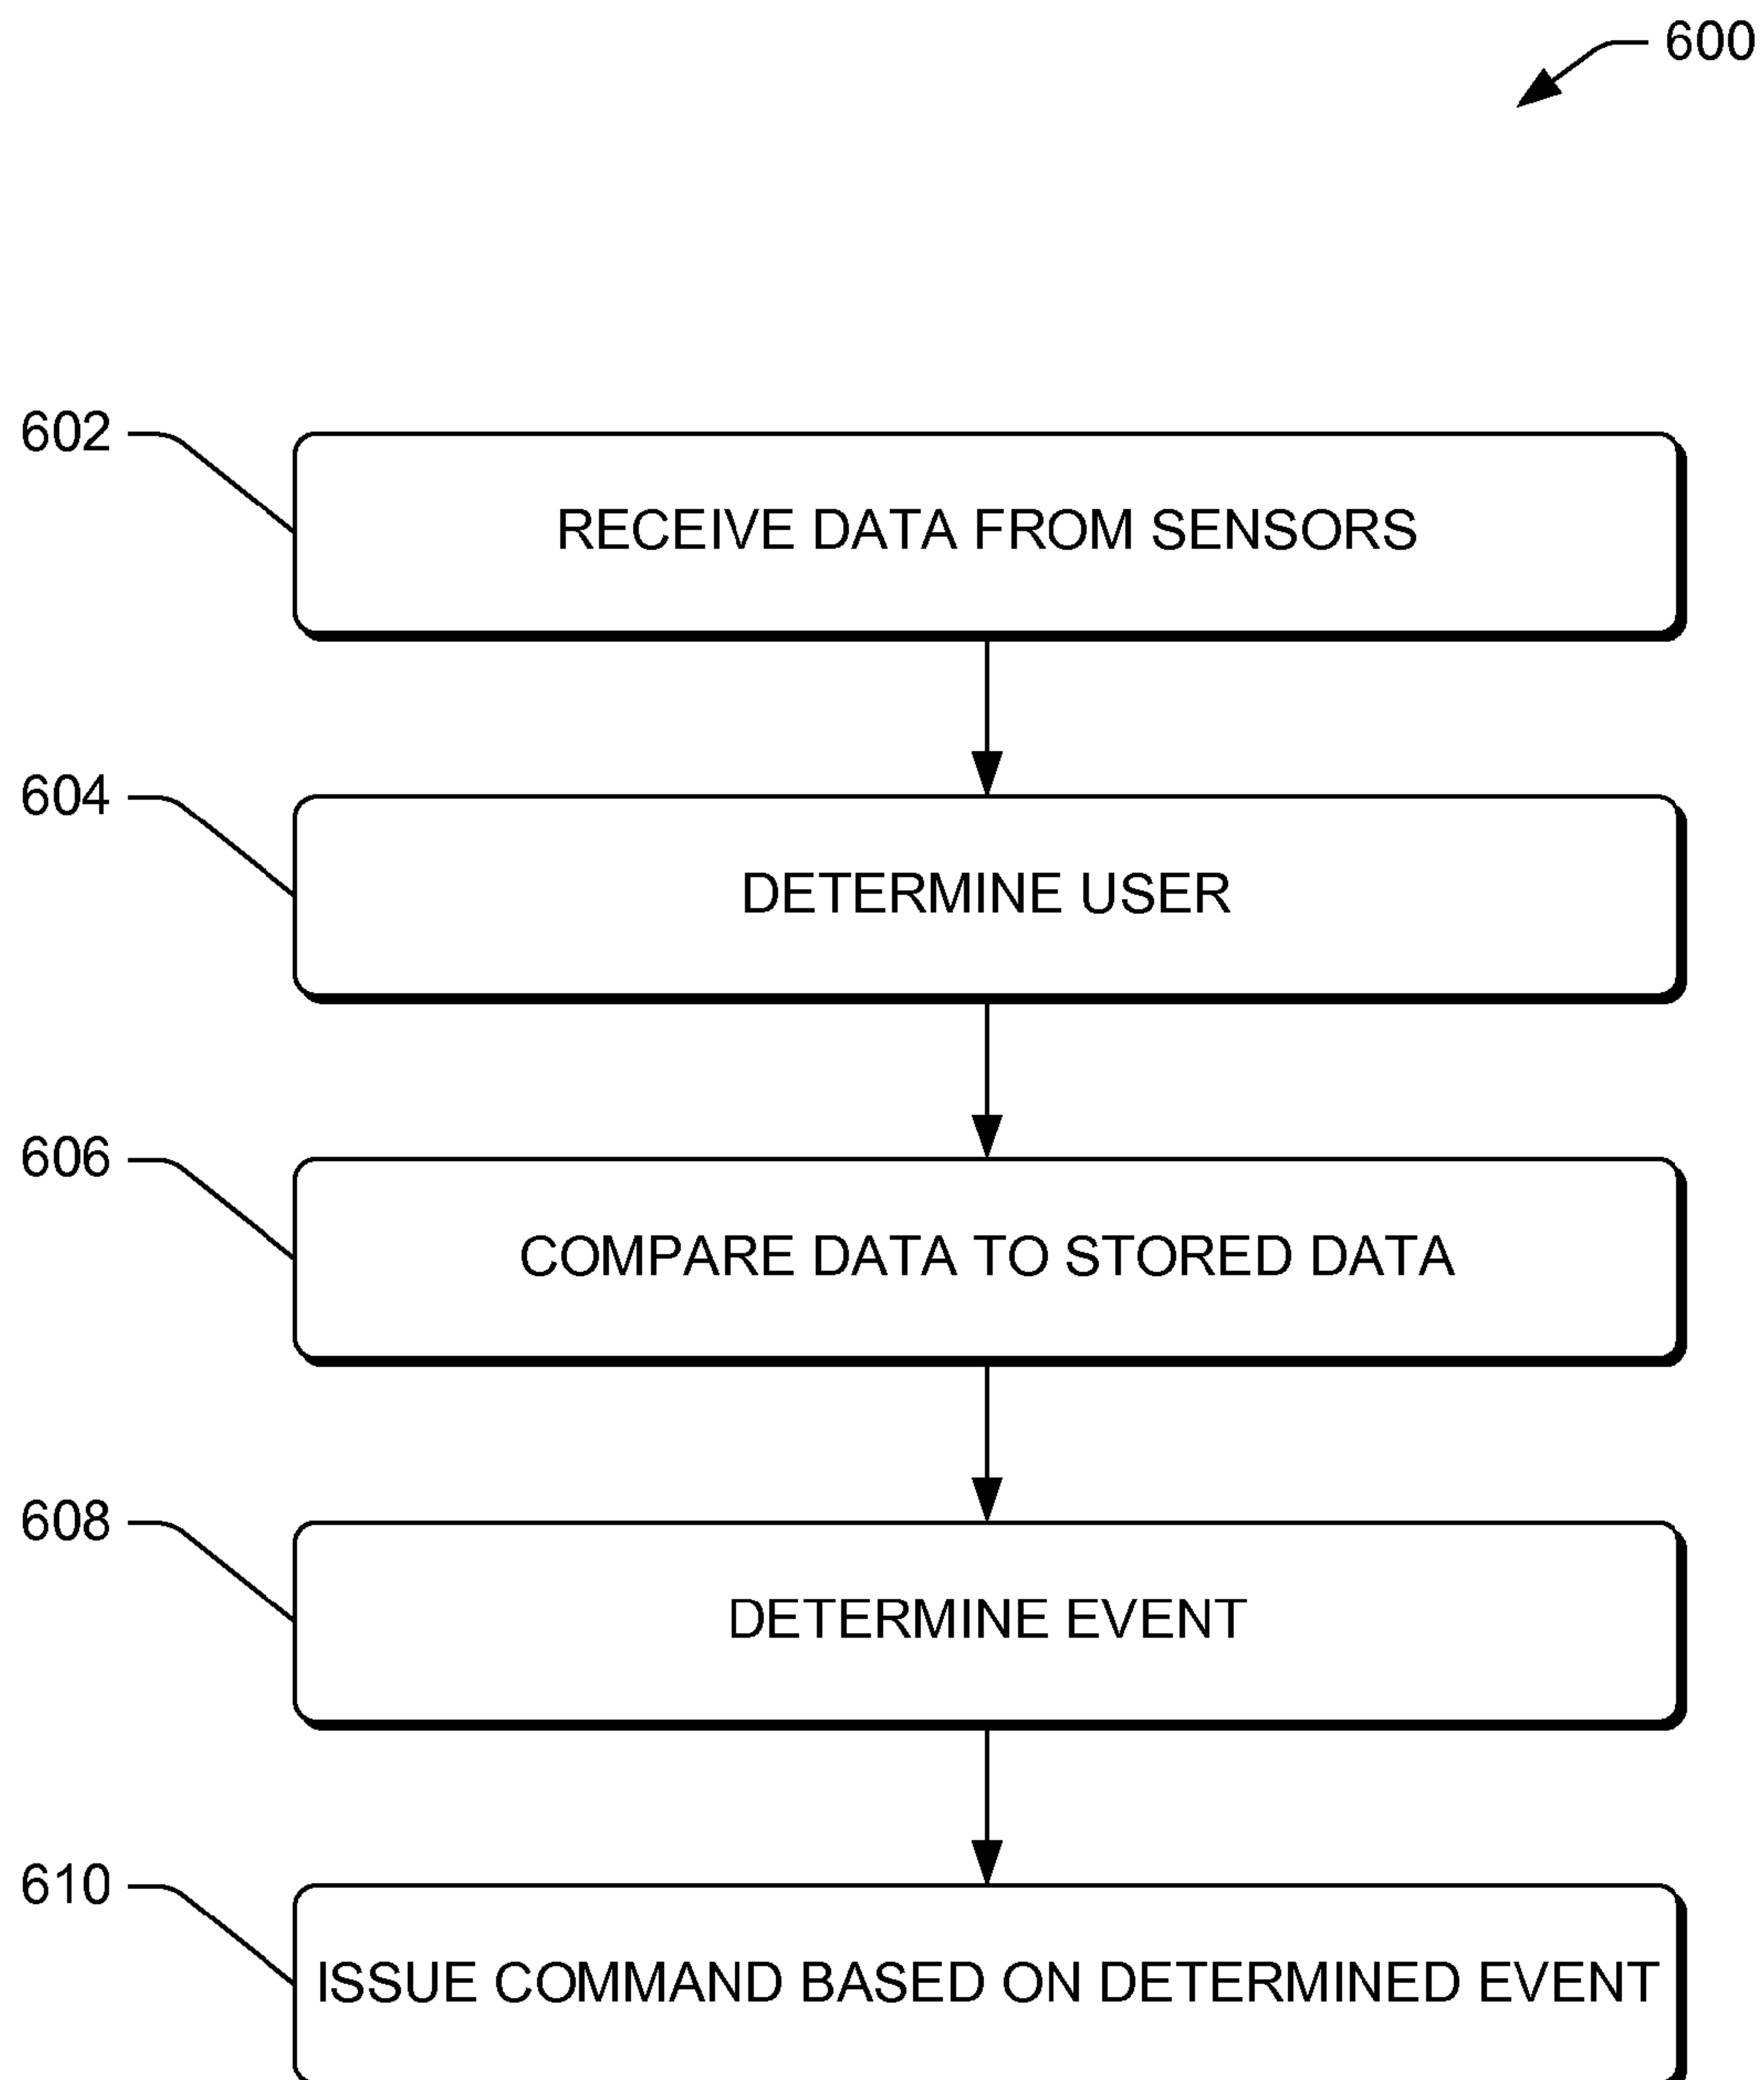 600
602
RECEIVE DATA FROM SENSORS
604
DETERMINE USER
606
COMPARE DATA TO STORED DATA
608
DETERMINE EVENT
610
ISSUE COMMAND BASED ON DETERMINED EVENT